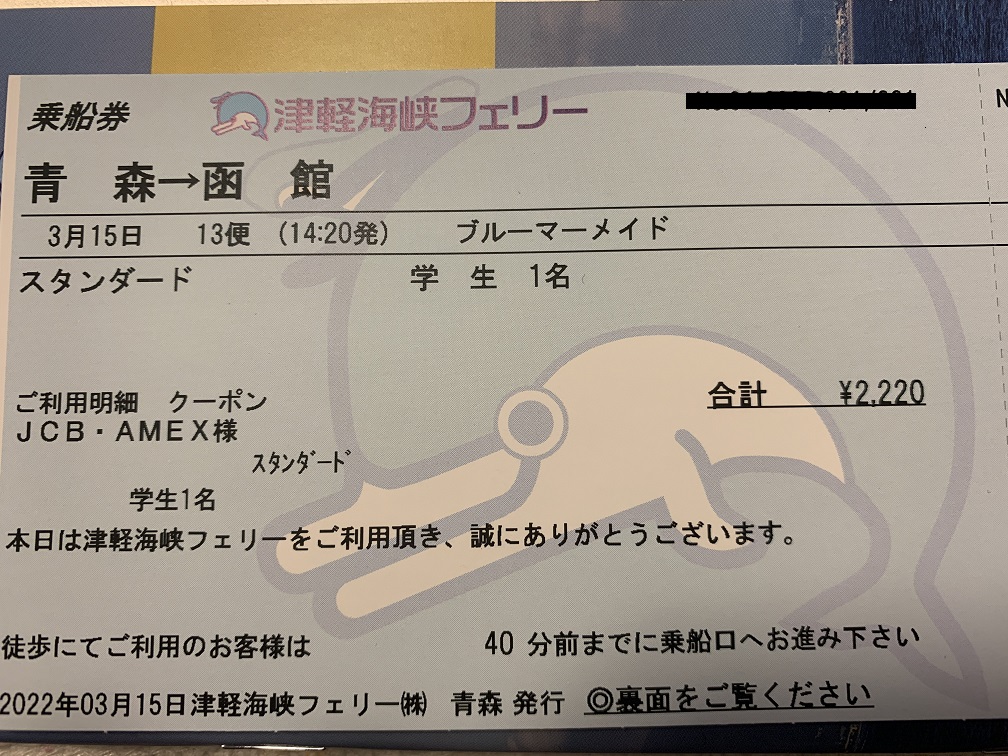 乗船券 津軽海峡フェリー
青 森→函 館
3月15日 13便 (14:20発) ブルーマーメイド
スタンダード 学 生 1名
合計 ¥2,220
ご利用明細 クーポン
JCB・AMEX様
ｽﾀﾝﾀﾞｰﾄﾞ
学生1名
本日は津軽海峡フェリーをご利用頂き、誠にありがとうございます。
徒歩にてご利用のお客様は 40 分前までに乗船口へお進み下さい
2022年03月15日津軽海峡フェリー㈱ 青森 発行 ◎裏面をご覧ください